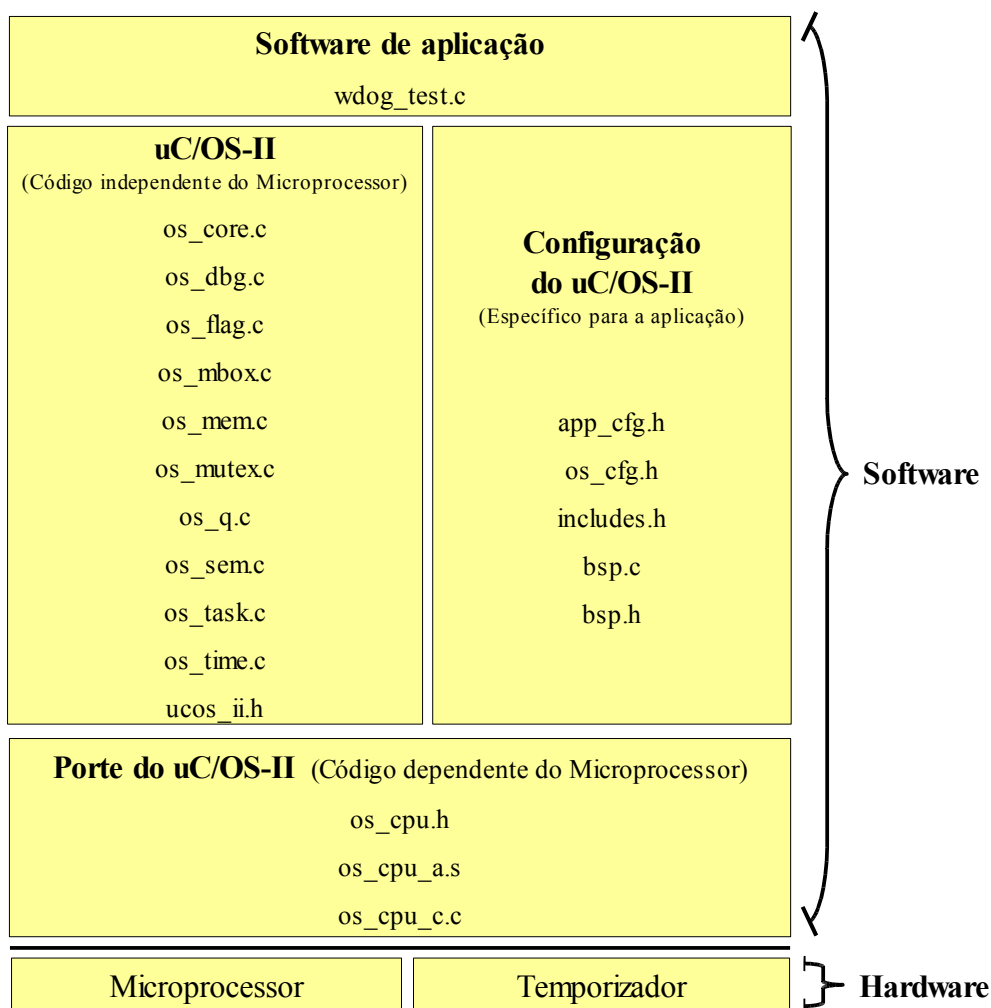 Software de aplicação
wdog_test.c
uC/OS-II
(Código independente do Microprocessor)
os_core.c
os_dbg.c
os_flag.c
os_mbox.c
os_mem.c
os_mutex.c
os_q.c
os_sem.c
os_task.c
os_time.c
ucos_ii.h
Configuração
do uC/OS-II
(Específico para a aplicação)
app_cfg.h
os_cfg.h
includes.h
bsp.c
bsp.h
Software
Porte do uC/OS-II (Código dependente do Microprocessor)
os_cpu.h
os_cpu_a.s
os_cpu_c.c
Microprocessor
Temporizador
Hardware